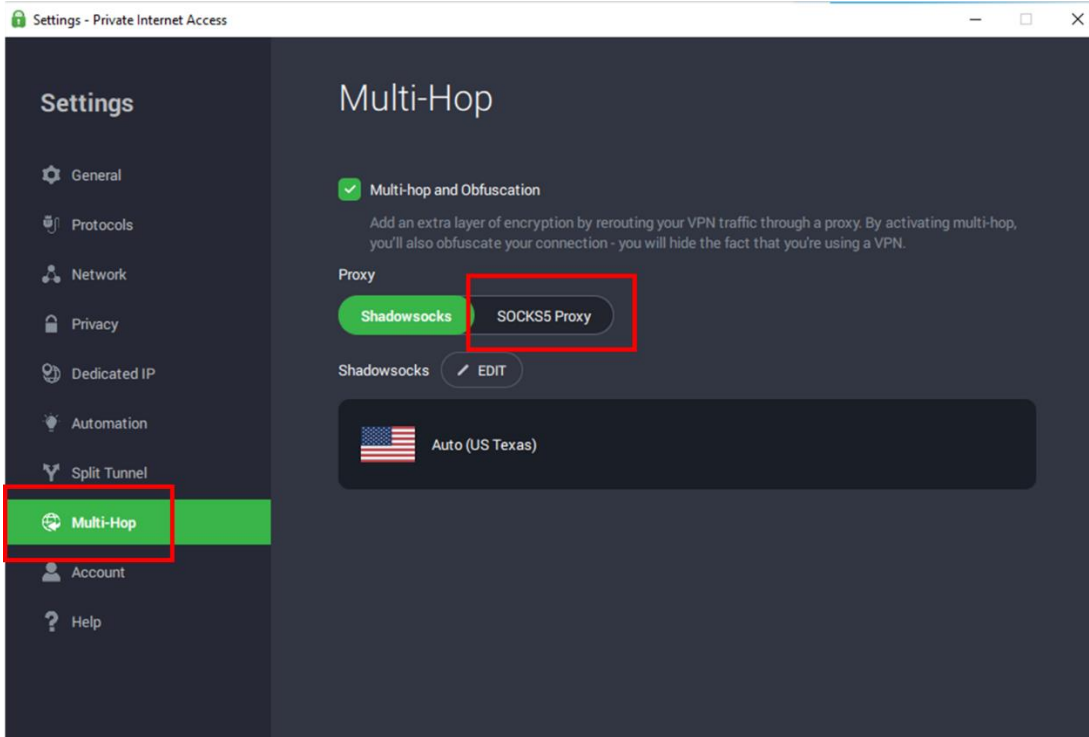 Settings - Private Internet Access
Settings
General
Protocols
Network
Privacy
Dedicated IP
Automation
Split Tunnel
Multi-Hop
Account
Help
Multi-Hop
Multi-hop and Obfuscation
Add an extra layer of encryption by rerouting your VPN traffic through a proxy. By activating multi-hop,
you'll also obfuscate your connection - you will hide the fact that you're using a VPN.
Proxy
Shadowsocks SOCKS5 Proxy
Shadowsocks EDIT
Auto (US Texas)